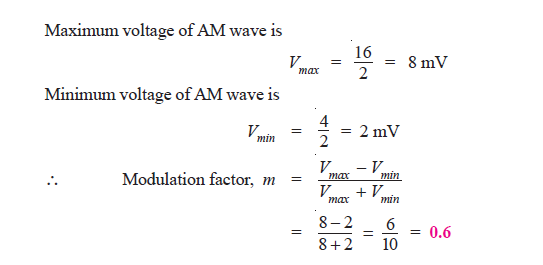 Maximum voltage of AM wave is
V_max = 16/2 = 8 mV
Minimum voltage of AM wave is
V_min = 4/2 = 2 mV
∴ Modulation factor, m = (V_max − V_min)/(V_max + V_min)
= (8 − 2)/(8 + 2) = 6/10 = 0.6